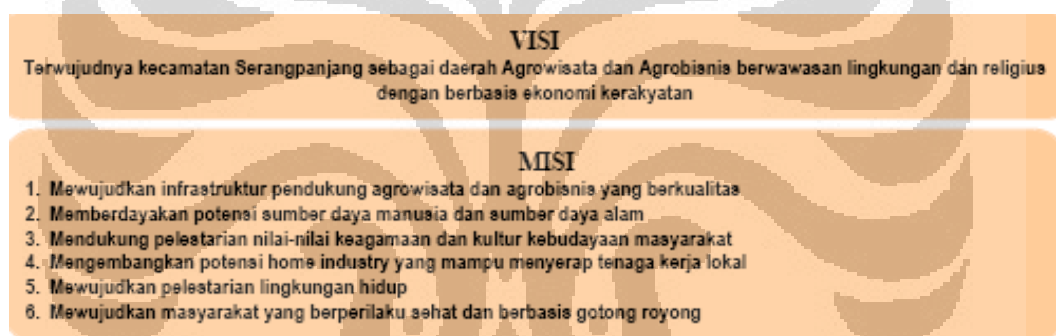 VISI
Terwujudnya kecamatan Serangpanjang sebagai daerah Agrowisata dan Agrobisnis berwawasan lingkungan dan religius
dengan berbasis ekonomi kerakyatan
MISI
1. Mewujudkan infrastruktur pendukung agrowisata dan agrobisnis yang berkualitas
2. Memberdayakan potensi sumber daya manusia dan sumber daya alam
3. Mendukung pelestarian nilai-nilai keagamaan dan kultur kebudayaan masyarakat
4. Mengembangkan potensi home industry yang mampu menyerap tenaga kerja lokal
5. Mewujudkan pelestarian lingkungan hidup
6. Mewujudkan masyarakat yang berperilaku sehat dan berbasis gotong royong